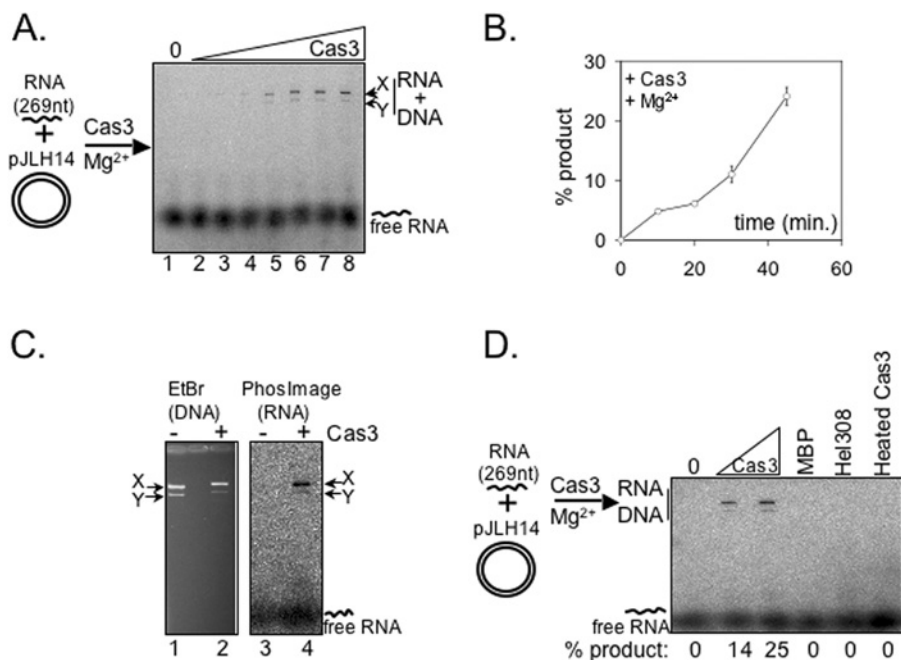 A.
0 Cas3
RNA
(269nt)
+
pJLH14
Cas3
Mg²⁺
X
Y
RNA
+
DNA
free RNA
1 2 3 4 5 6 7 8
B.
% product
30
20
10
0
+ Cas3
+ Mg²⁺
time (min.)
0 20 40 60
C.
EtBr PhosImage
(DNA) (RNA)
- + - + Cas3
X X
Y Y
free RNA
1 2 3 4
D.
RNA
(269nt)
+
pJLH14
Cas3
Mg²⁺
0 Cas3 MBP Hel308 Heated Cas3
RNA
DNA
free RNA
% product: 0 14 25 0 0 0